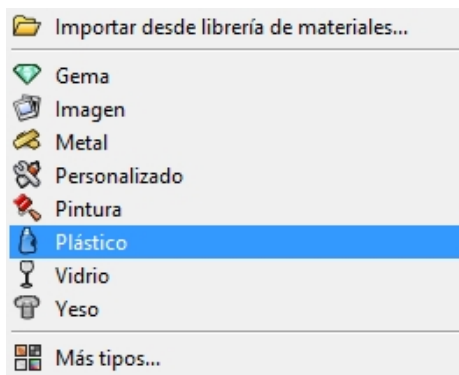 Importar desde librería de materiales...
Gema
Imagen
Metal
Personalizado
Pintura
Plástico
Vidrio
Yeso
Más tipos...